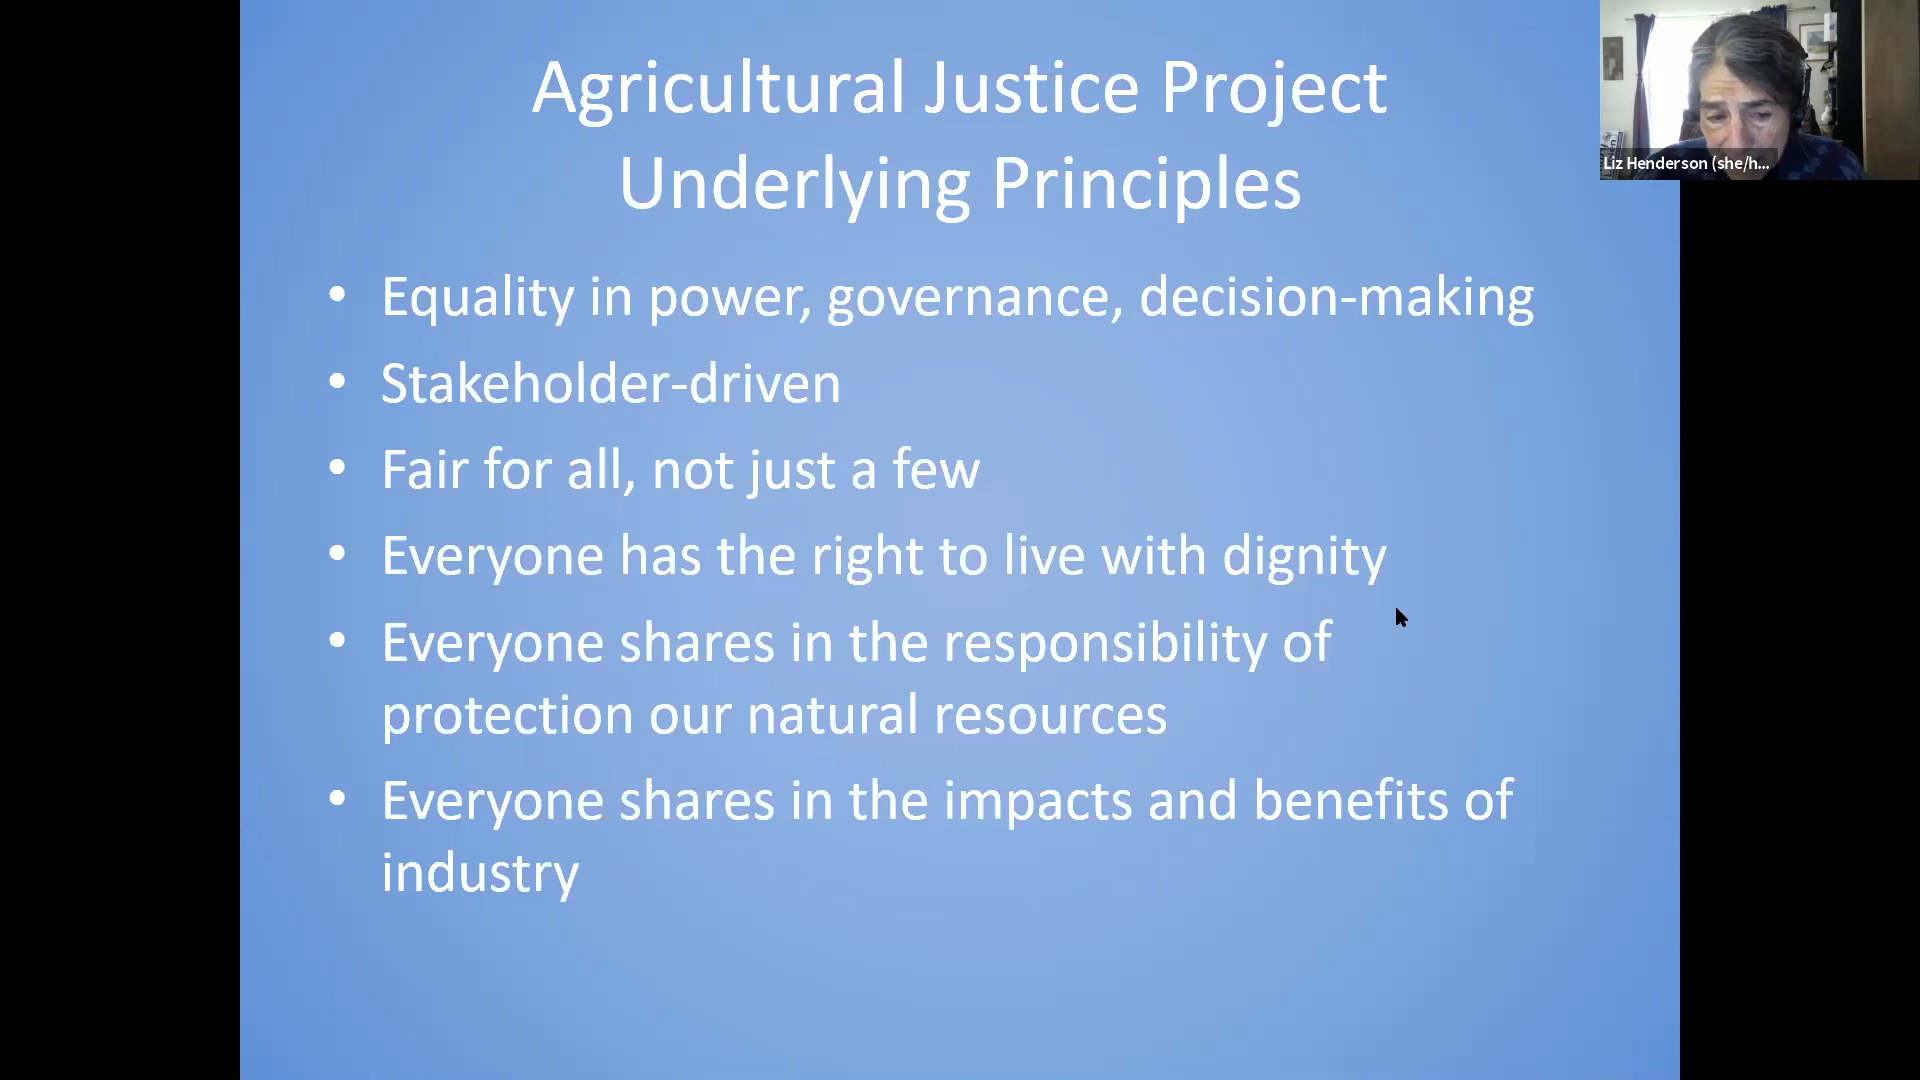 Agricultural Justice Project
Underlying Principles
Liz Henderson (she/h...
• Equality in power, governance, decision-making
• Stakeholder-driven
• Fair for all, not just a few
• Everyone has the right to live with dignity
• Everyone shares in the responsibility of
protection our natural resources
• Everyone shares in the impacts and benefits of
industry